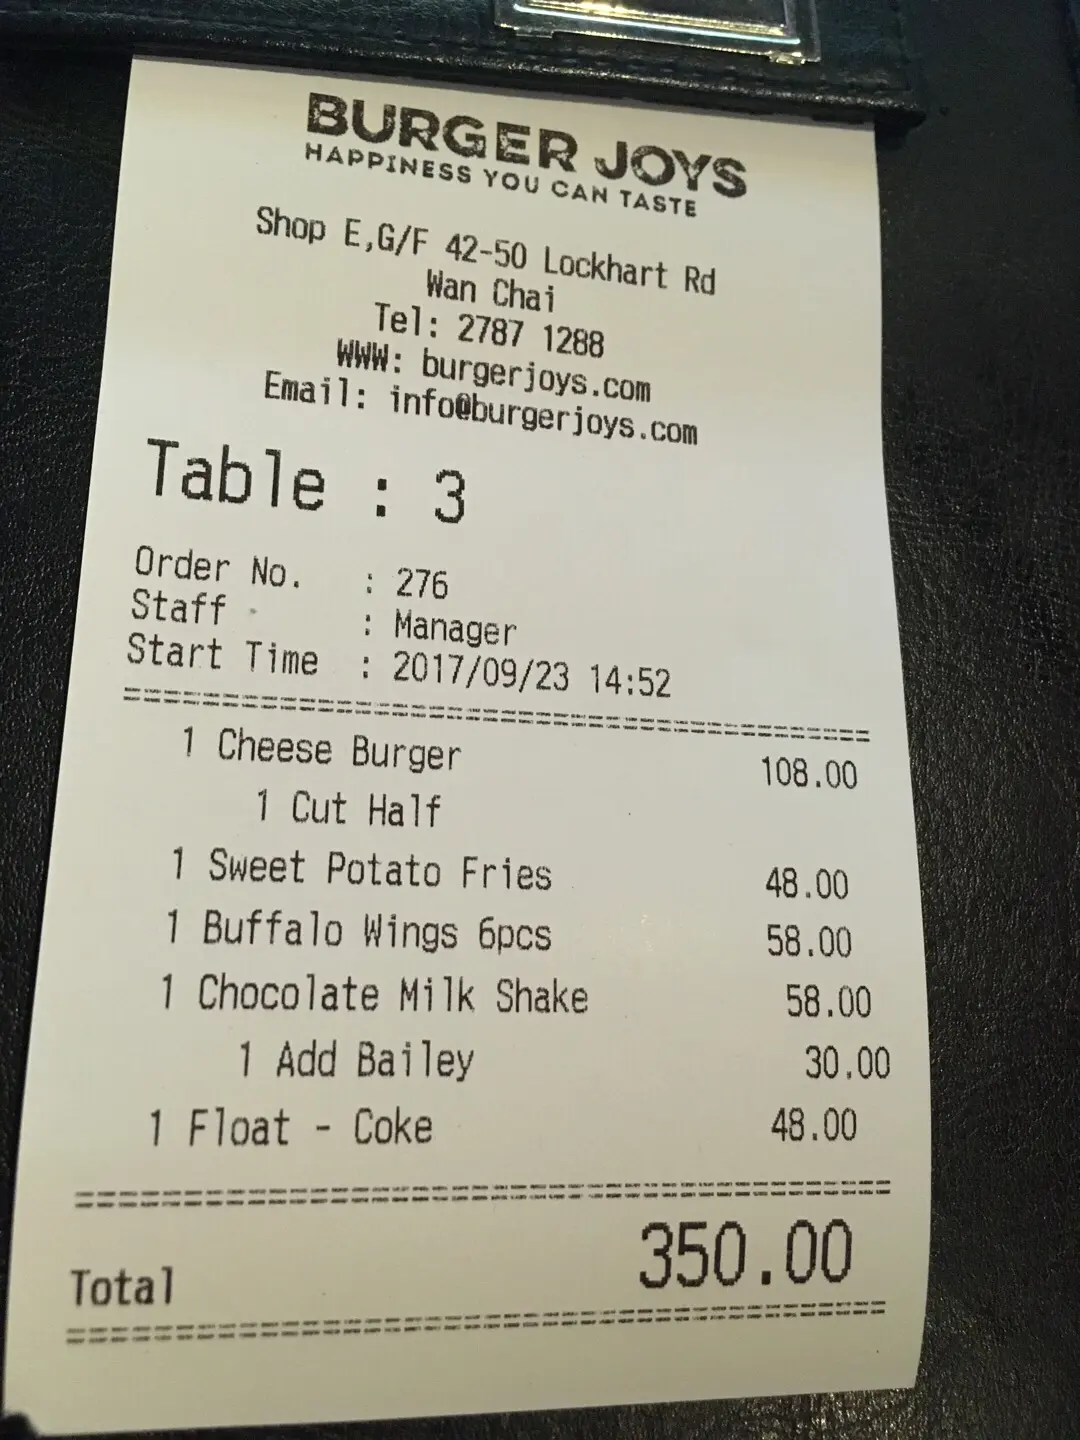 BURGER JOYS
HAPPINESS YOU CAN TASTE
Shop E,G/F 42-50 Lockhart Rd
Wan Chai
Tel: 2787 1288
WWW: burgerjoys.com
Email: info@burgerjoys.com
Table : 3
Order No. : 276
Staff : Manager
Start Time : 2017/09/23 14:52
1 Cheese Burger 108.00
1 Cut Half
1 Sweet Potato Fries 48.00
1 Buffalo Wings 6pcs 58.00
1 Chocolate Milk Shake 58.00
1 Add Bailey 30.00
1 Float - Coke 48.00
Total 350.00